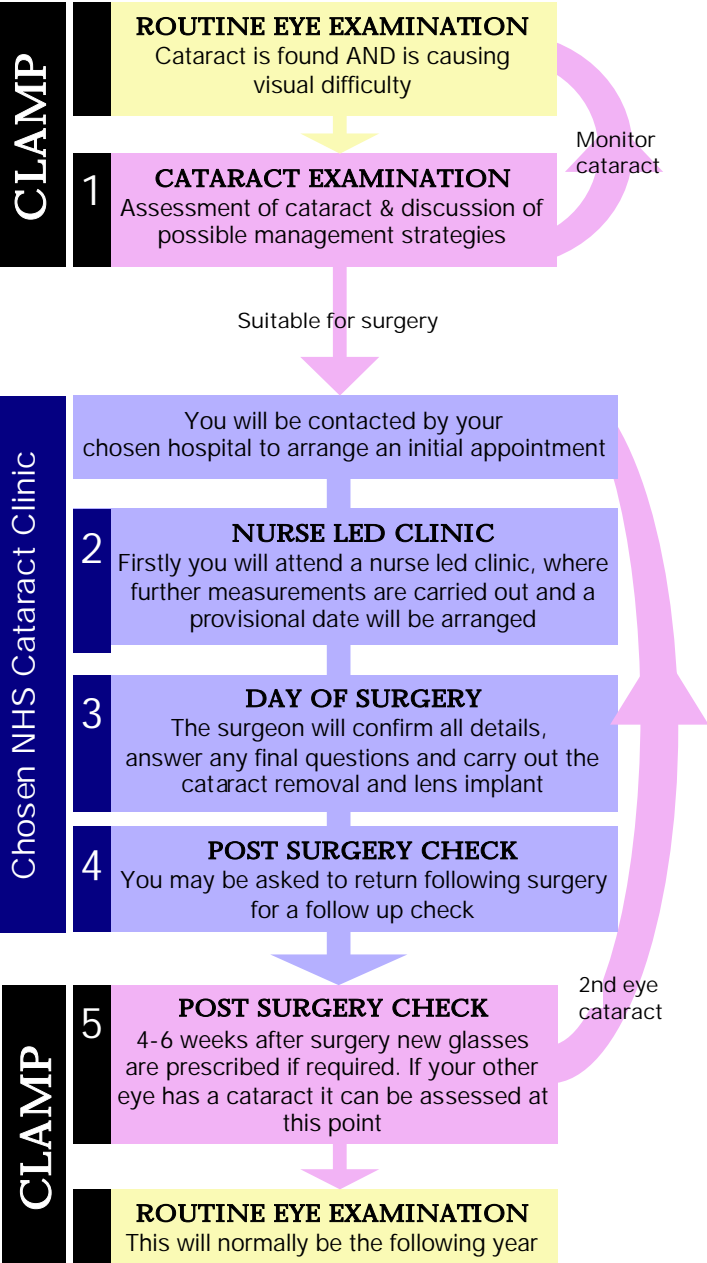 CLAMP
ROUTINE EYE EXAMINATION
Cataract is found AND is causing
visual difficulty
Monitor
cataract
1
CATARACT EXAMINATION
Assessment of cataract & discussion of
possible management strategies
Suitable for surgery
Chosen NHS Cataract Clinic
You will be contacted by your
chosen hospital to arrange an initial appointment
2
NURSE LED CLINIC
Firstly you will attend a nurse led clinic, where
further measurements are carried out and a
provisional date will be arranged
3
DAY OF SURGERY
The surgeon will confirm all details,
answer any final questions and carry out the
cataract removal and lens implant
4
POST SURGERY CHECK
You may be asked to return following surgery
for a follow up check
2nd eye
cataract
CLAMP
5
POST SURGERY CHECK
4-6 weeks after surgery new glasses
are prescribed if required. If your other
eye has a cataract it can be assessed at
this point
ROUTINE EYE EXAMINATION
This will normally be the following year